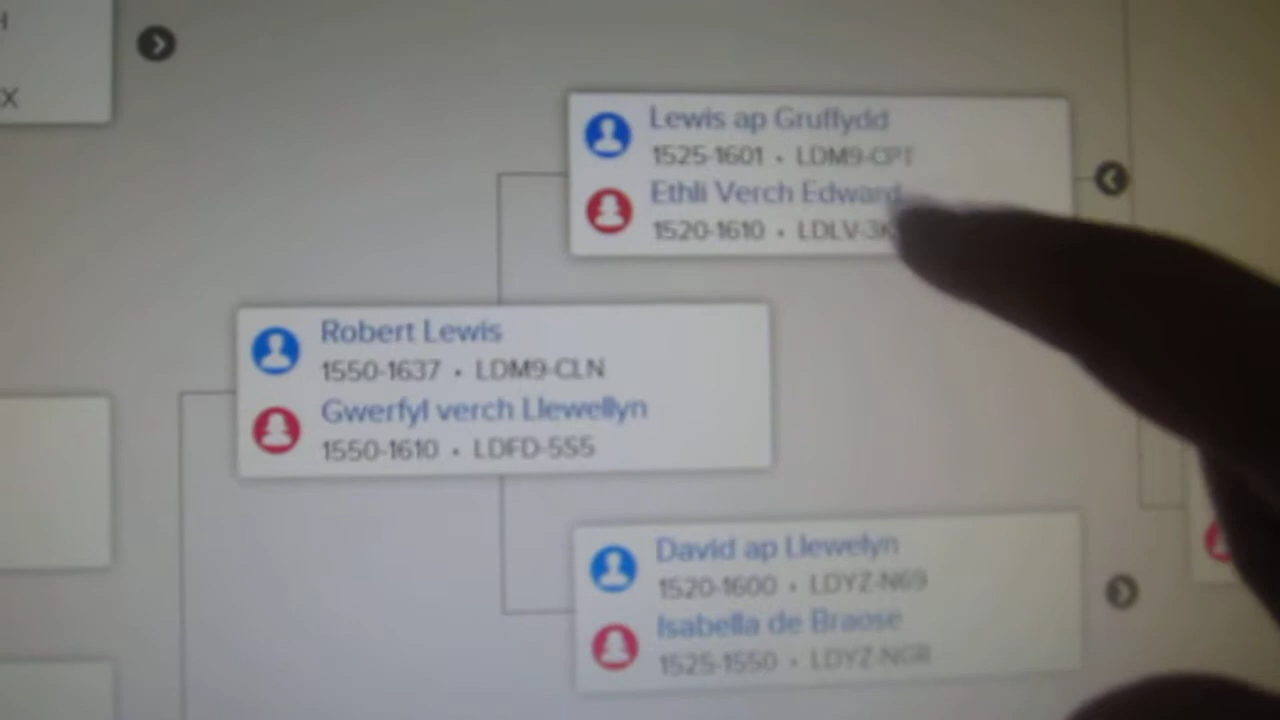 X
Lewis ap Gruffydd
1525-1601 • LDM9-CPT
Ethli Verch Edward
1520-1610 • LDLV-3K
Robert Lewis
1550-1637 • LDM9-CLN
Gwerfyl verch Llewellyn
1550-1610 • LDFD-5S5
David ap Llewelyn
1520-1600 • LDYZ-N69
Isabella de Braose
1525-1550 • LDYZ-NGR